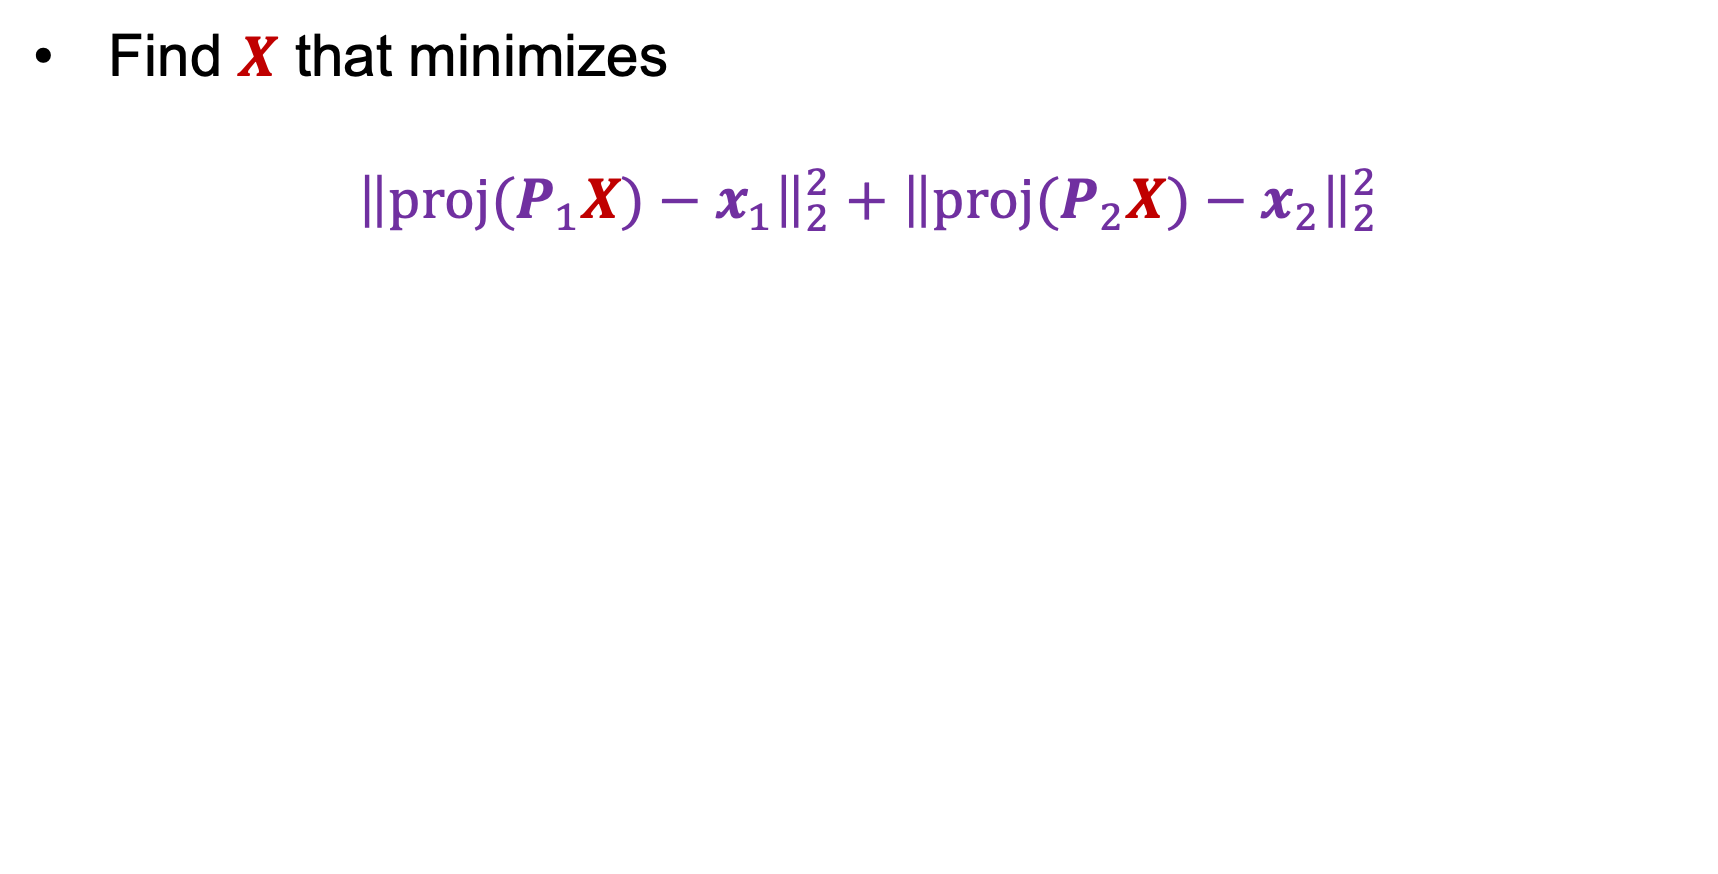 • Find X that minimizes
‖proj(P₁X) − x₁‖₂² + ‖proj(P₂X) − x₂‖₂²